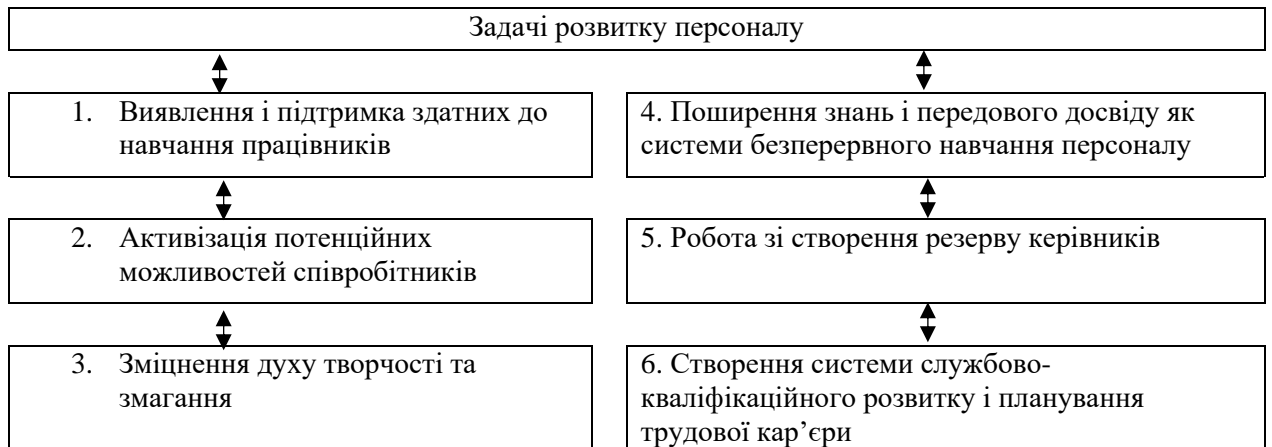 Задачі розвитку персоналу
1. Виявлення і підтримка здатних до
навчання працівників
2. Активізація потенційних
можливостей співробітників
3. Зміцнення духу творчості та
змагання
4. Поширення знань і передового досвіду як
системи безперервного навчання персоналу
5. Робота зі створення резерву керівників
6. Створення системи службово-
кваліфікаційного розвитку і планування
трудової кар’єри